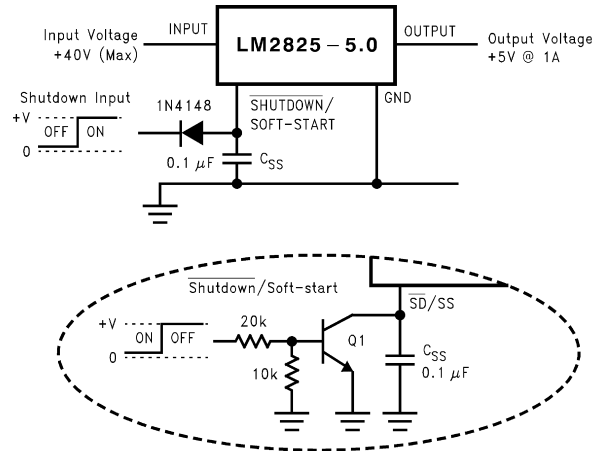 INPUT
Input Voltage
+40V (Max)
LM2825-5.0
OUTPUT
Output Voltage
+5V @ 1A
Shutdown Input
+V
OFF
ON
0
1N4148
SHUTDOWN/
SOFT-START
GND
0.1 μF
CSS
Shutdown/Soft-start
SD/SS
+V
ON
OFF
0
20k
10k
Q1
CSS
0.1 μF